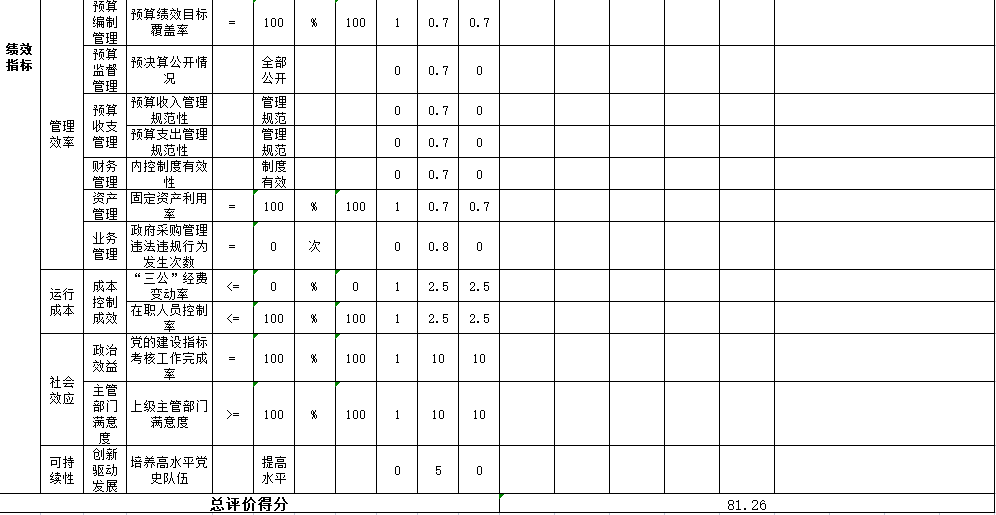 绩效
指标
管理
效率
预算
编制
管理
预算绩效目标
覆盖率
= 100 % 100 1 0.7 0.7
预算
监督
管理
预决算公开情
况
全部
公开
0 0.7 0
预算
收支
管理
预算收入管理
规范性
管理
规范
0 0.7 0
预算支出管理
规范性
管理
规范
0 0.7 0
财务
管理
内控制度有效
性
制度
有效
0 0.7 0
资产
管理
固定资产利用
率
= 100 % 100 1 0.7 0.7
业务
管理
政府采购管理
违法违规行为
发生次数
= 0 次 0 0.8 0
运行
成本
成本
控制
成效
“三公”经费
变动率
<= 0 % 0 1 2.5 2.5
在职人员控制
率
<= 100 % 100 1 2.5 2.5
社会
效应
政治
效益
党的建设指标
考核工作完成
率
= 100 % 100 1 10 10
主管
部门
满意
度
上级主管部门
满意度
>= 100 % 100 1 10 10
可持
续性
创新
驱动
发展
培养高水平党
史队伍
提高
水平
0 5 0
总评价得分 81.26